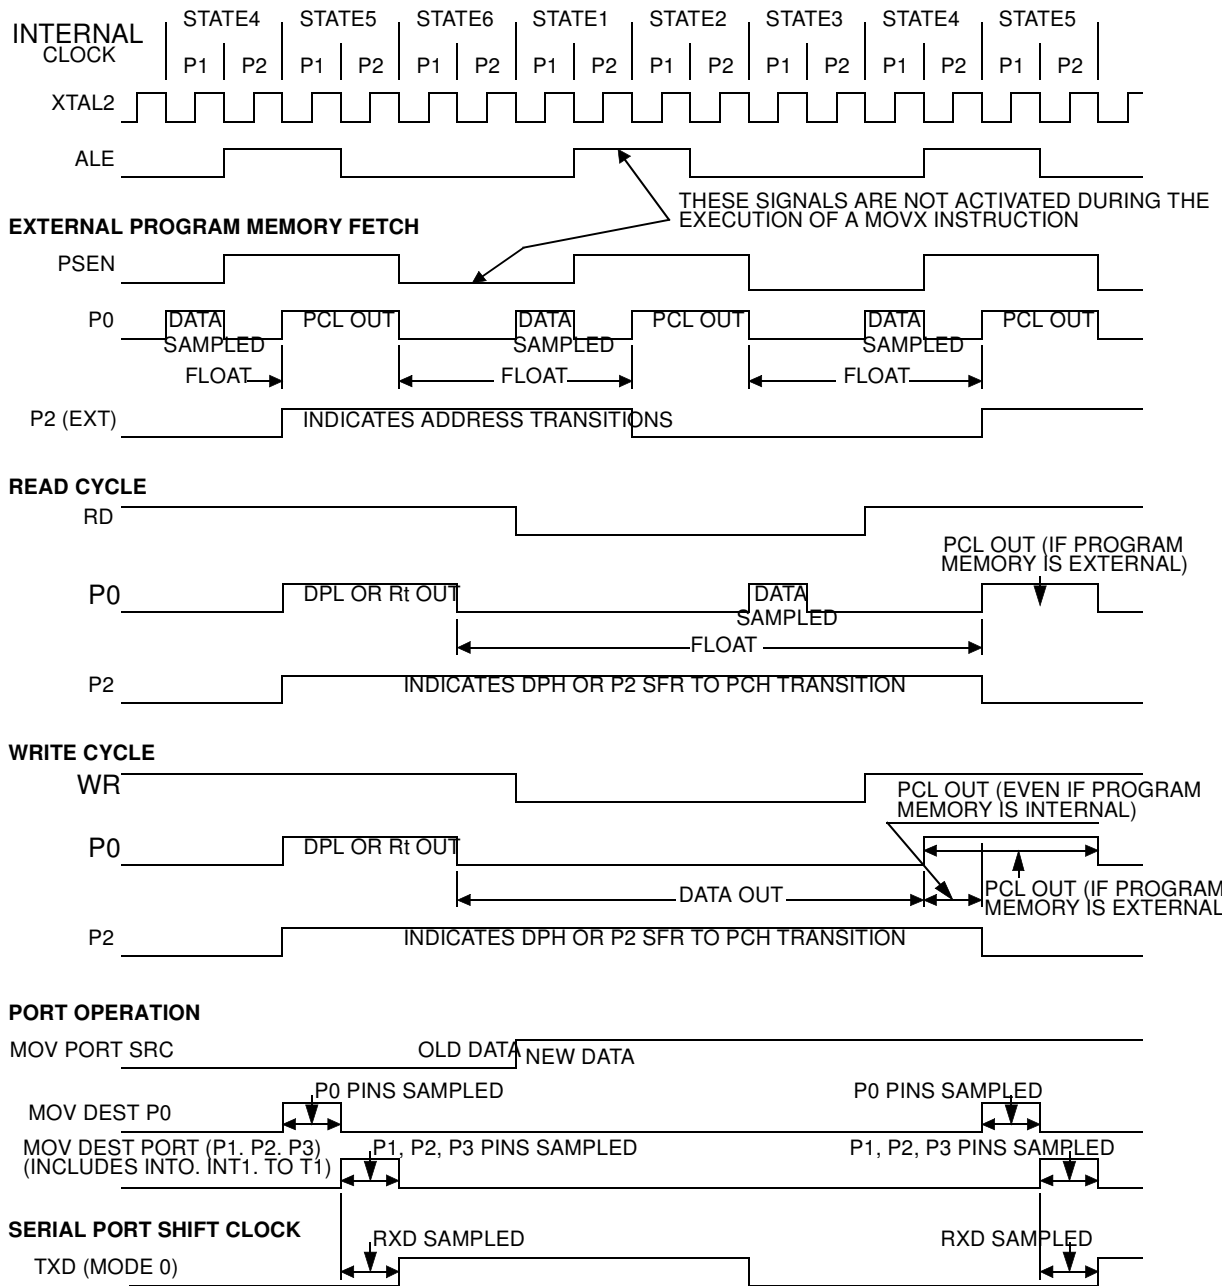 INTERNAL
CLOCK
STATE4 STATE5 STATE6 STATE1 STATE2 STATE3 STATE4 STATE5
P1 P2 P1 P2 P1 P2 P1 P2 P1 P2 P1 P2 P1 P2 P1 P2
XTAL2
ALE
THESE SIGNALS ARE NOT ACTIVATED DURING THE
EXECUTION OF A MOVX INSTRUCTION
EXTERNAL PROGRAM MEMORY FETCH
PSEN
P0 DATA PCL OUT DATA PCL OUT DATA PCL OUT
SAMPLED SAMPLED SAMPLED
FLOAT FLOAT FLOAT
P2 (EXT) INDICATES ADDRESS TRANSITIONS
READ CYCLE
RD
PCL OUT (IF PROGRAM
MEMORY IS EXTERNAL)
P0 DPL OR Rt OUT DATA
SAMPLED
FLOAT
P2 INDICATES DPH OR P2 SFR TO PCH TRANSITION
WRITE CYCLE
WR
PCL OUT (EVEN IF PROGRAM
MEMORY IS INTERNAL)
P0 DPL OR Rt OUT
DATA OUT
PCL OUT (IF PROGRAM
MEMORY IS EXTERNAL
P2 INDICATES DPH OR P2 SFR TO PCH TRANSITION
PORT OPERATION
MOV PORT SRC OLD DATA NEW DATA
P0 PINS SAMPLED P0 PINS SAMPLED
MOV DEST P0
MOV DEST PORT (P1. P2. P3) P1, P2, P3 PINS SAMPLED P1, P2, P3 PINS SAMPLED
(INCLUDES INTO. INT1. TO T1)
SERIAL PORT SHIFT CLOCK
RXD SAMPLED RXD SAMPLED
TXD (MODE 0)